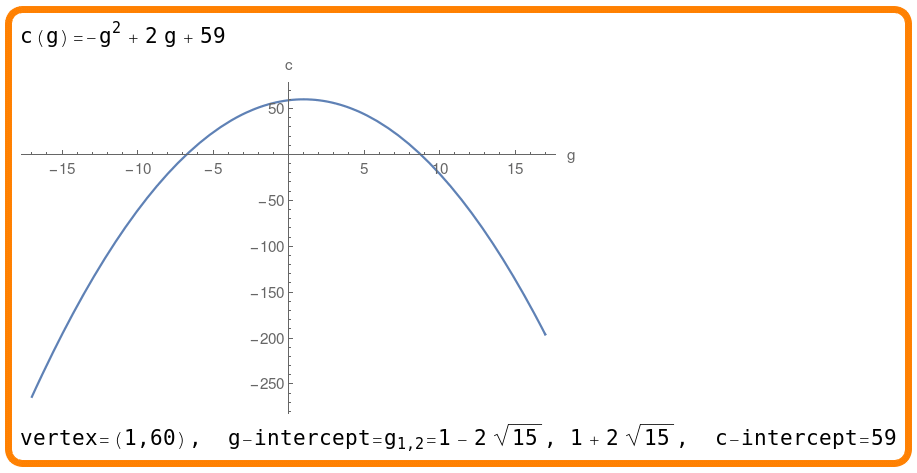 c(g)=-g² + 2 g + 59
c
50
-15 -10 -5 5 10 15 g
-50
-100
-150
-200
-250
vertex=(1,60), g-intercept=g₁,₂=1 - 2 √15, 1 + 2 √15, c-intercept=59